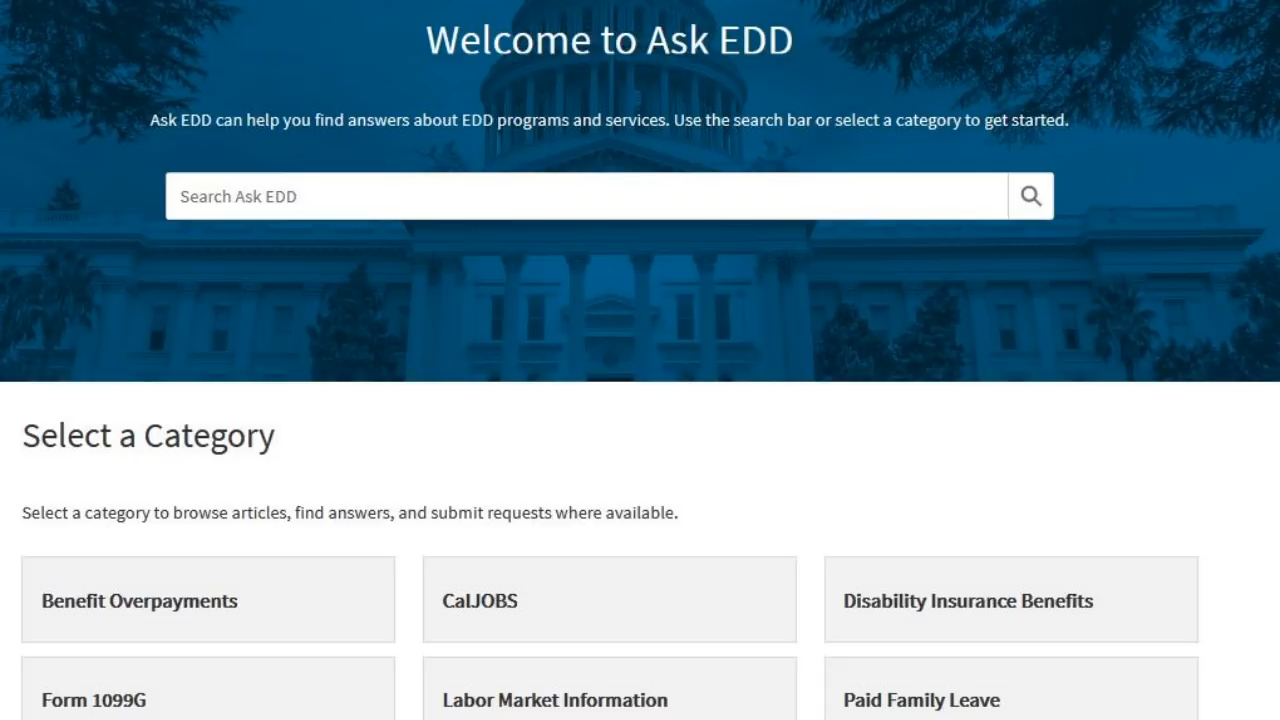 Welcome to Ask EDD
Ask EDD can help you find answers about EDD programs and services. Use the search bar or select a category to get started.
Search Ask EDD
Select a Category
Select a category to browse articles, find answers, and submit requests where available.
Benefit Overpayments
CalJOBS
Disability Insurance Benefits
Form 1099G
Labor Market Information
Paid Family Leave